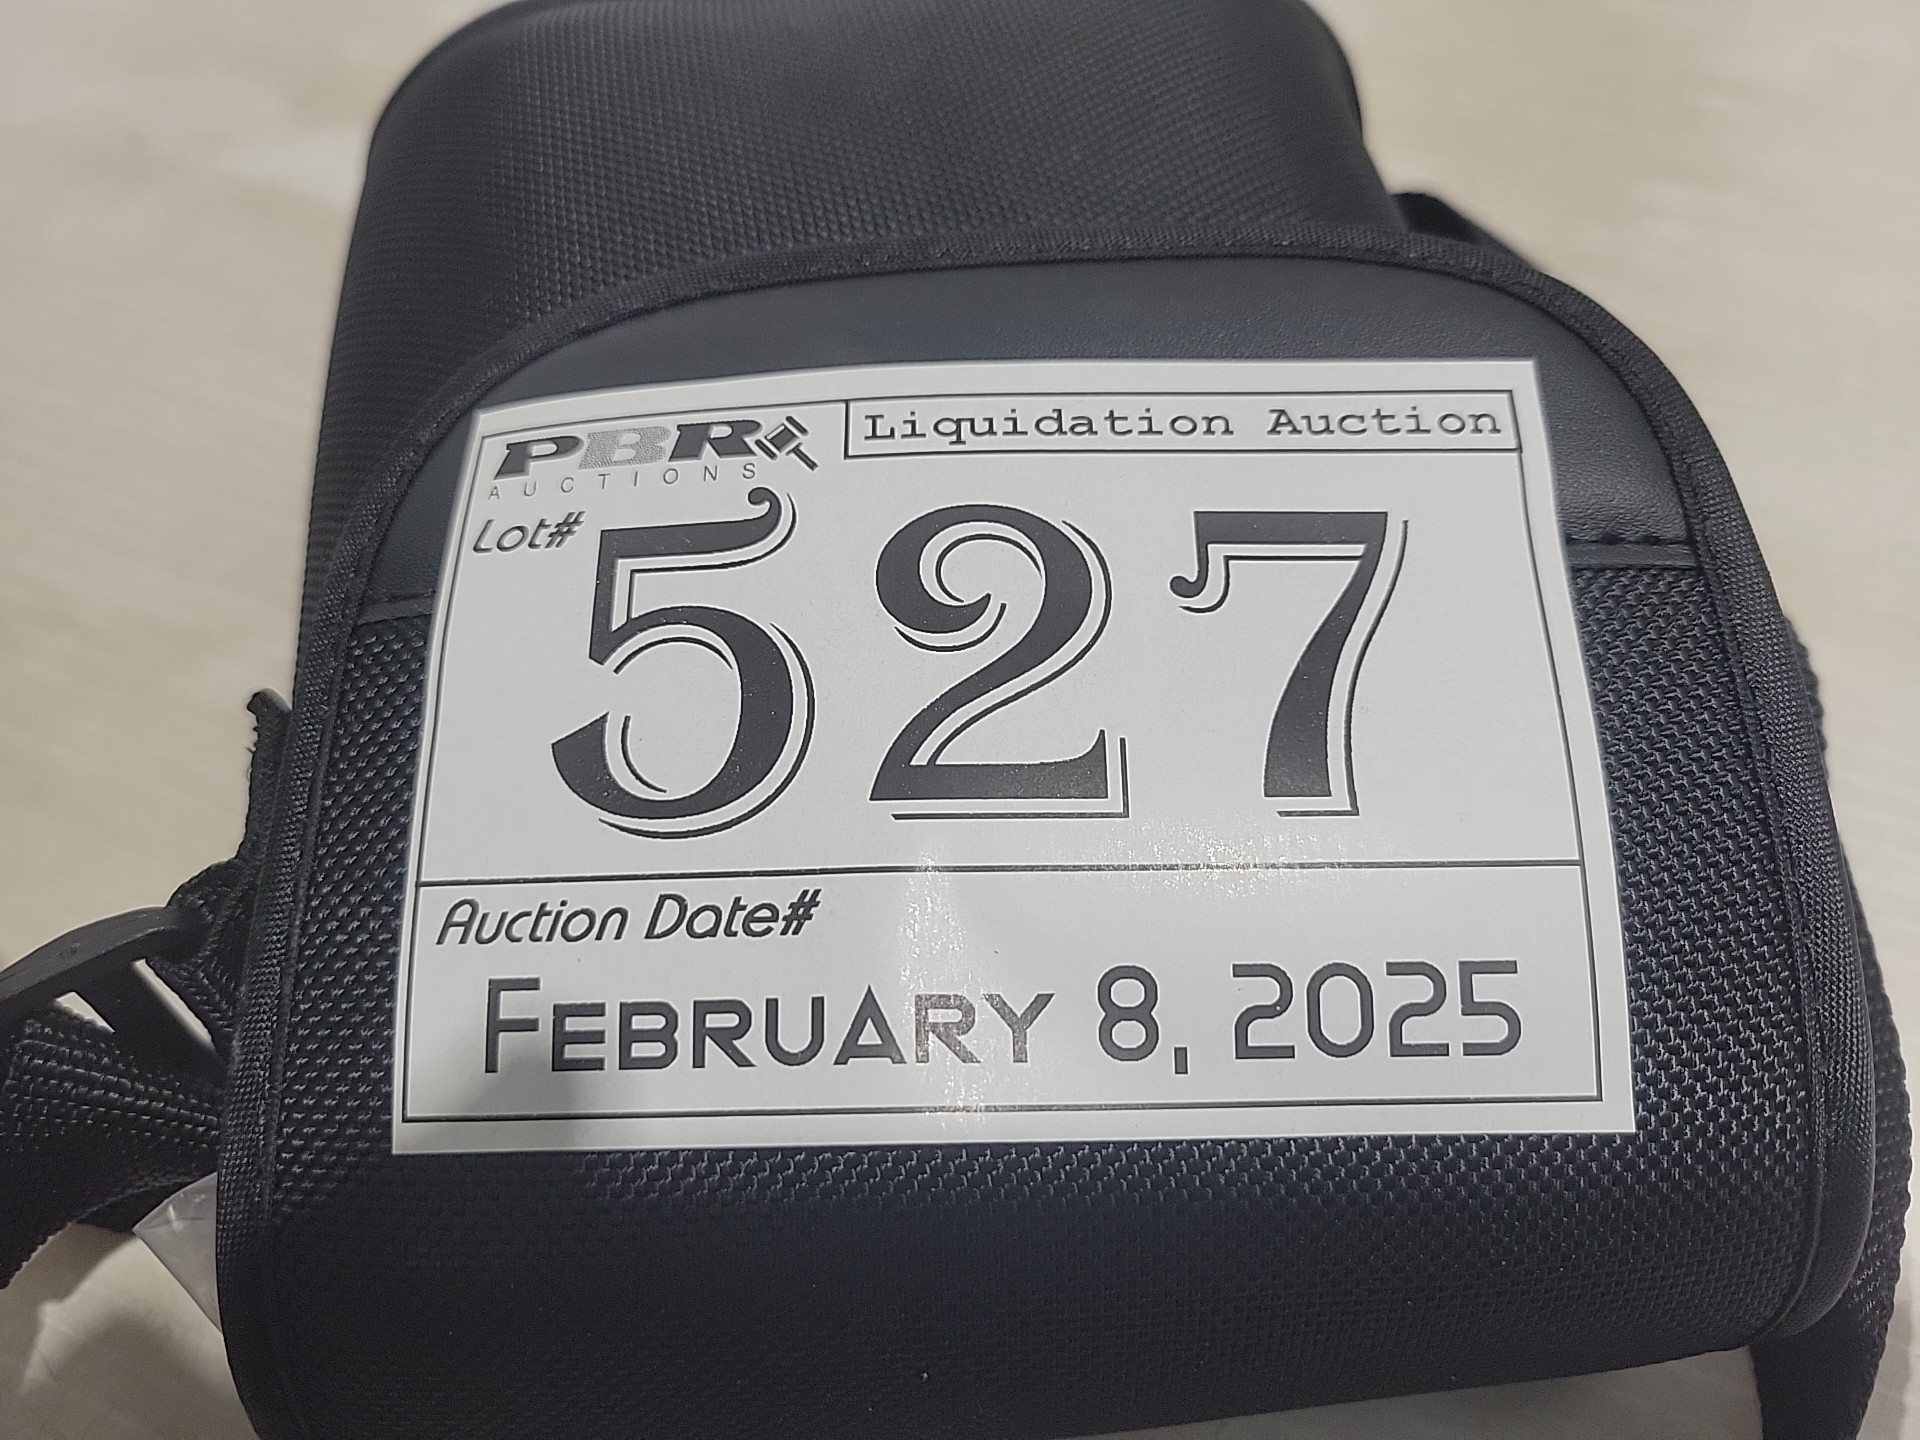 PBR
AUCTIONS
Liquidation Auction
Lot#
527
Auction Date#
FEBRUARY 8, 2025